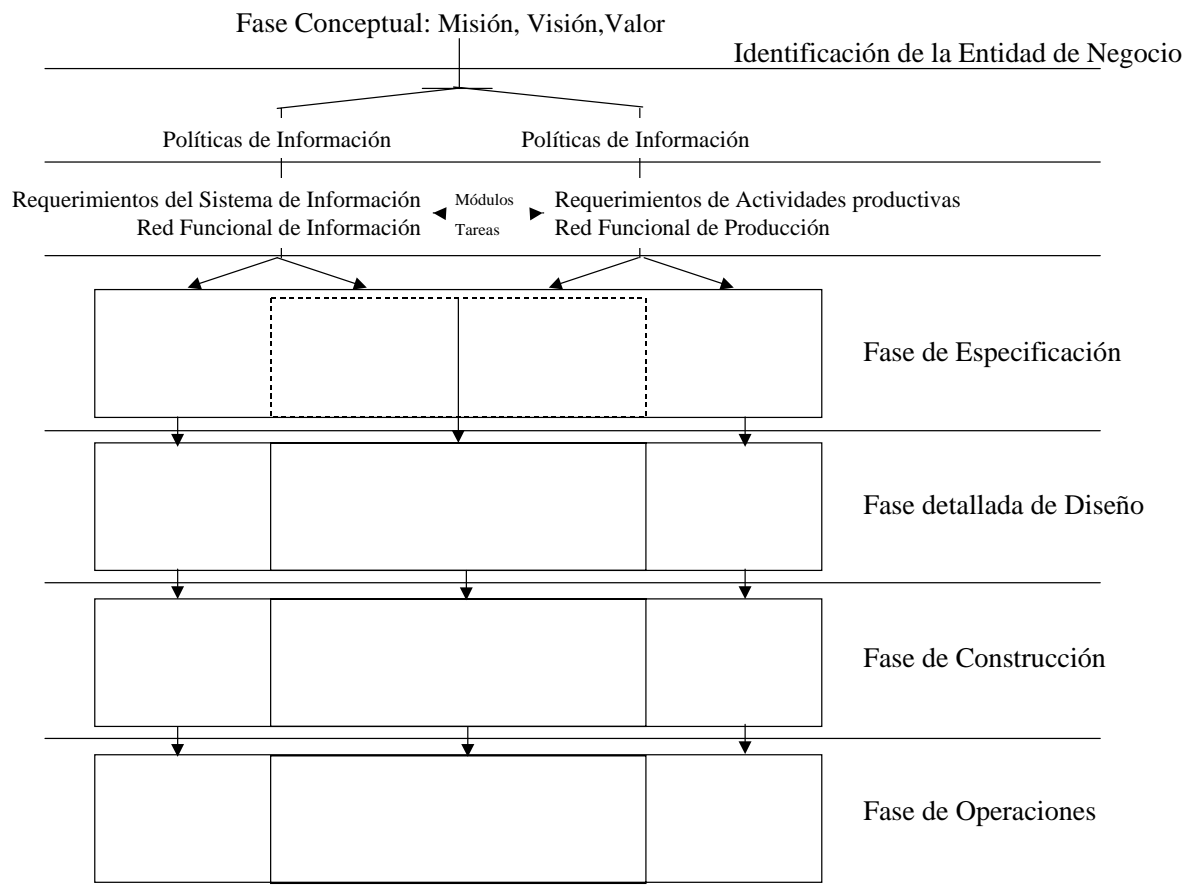 Fase Conceptual: Misión, Visión,Valor
Identificación de la Entidad de Negocio
Políticas de Información
Políticas de Información
Requerimientos del Sistema de Información
Red Funcional de Información
Módulos
Tareas
Requerimientos de Actividades productivas
Red Funcional de Producción
Fase de Especificación
Fase detallada de Diseño
Fase de Construcción
Fase de Operaciones